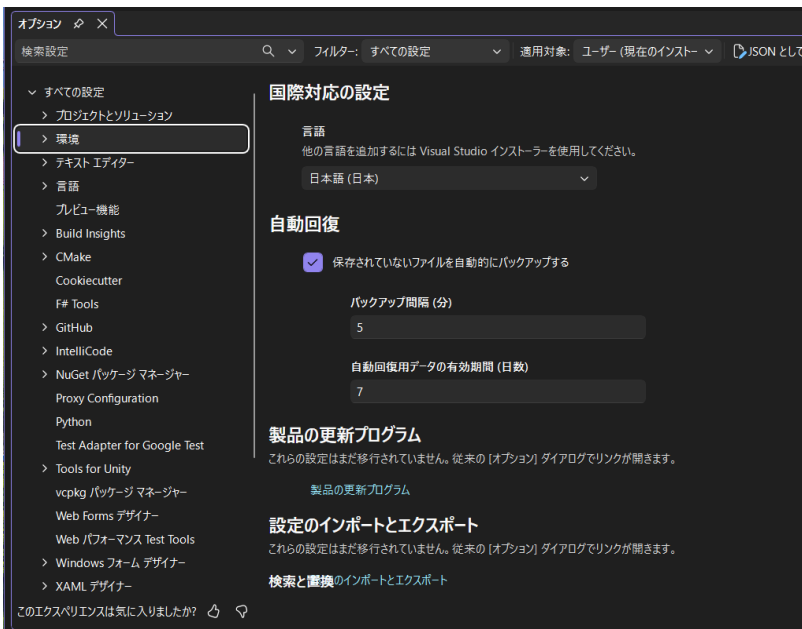 オプション
検索設定
フィルター: すべての設定
適用対象: ユーザー (現在のインストー
JSON として
すべての設定
プロジェクトとソリューション
環境
テキスト エディター
言語
プレビュー機能
Build Insights
CMake
Cookiecutter
F# Tools
GitHub
IntelliCode
NuGet パッケージ マネージャー
Proxy Configuration
Python
Test Adapter for Google Test
Tools for Unity
vcpkg パッケージ マネージャー
Web Forms デザイナー
Web パフォーマンス Test Tools
Windows フォーム デザイナー
XAML デザイナー
このエクスペリエンスは気に入りましたか?
国際対応の設定
言語
他の言語を追加するには Visual Studio インストーラーを使用してください。
日本語 (日本)
自動回復
保存されていないファイルを自動的にバックアップする
バックアップ間隔 (分)
5
自動回復用データの有効期間 (日数)
7
製品の更新プログラム
これらの設定はまだ移行されていません。従来の [オプション] ダイアログでリンクが開きます。
製品の更新プログラム
設定のインポートとエクスポート
これらの設定はまだ移行されていません。従来の [オプション] ダイアログでリンクが開きます。
検索と置換のインポートとエクスポート